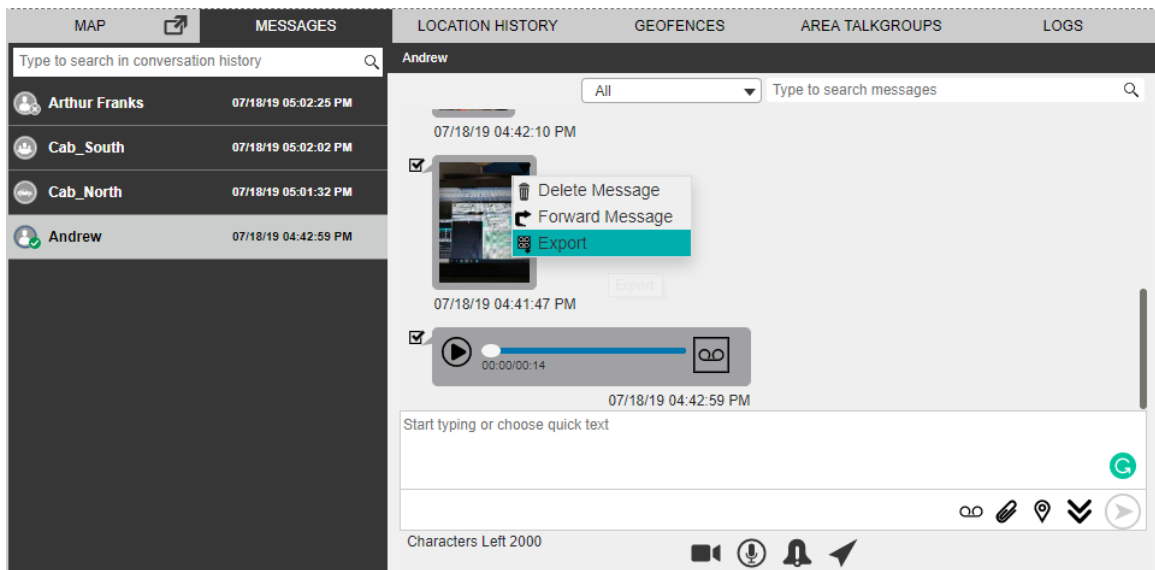 MAP
MESSAGES
LOCATION HISTORY
GEOFENCES
AREA TALKGROUPS
LOGS
Type to search in conversation history
Arthur Franks
07/18/19 05:02:25 PM
Cab_South
07/18/19 05:02:02 PM
Cab_North
07/18/19 05:01:32 PM
Andrew
07/18/19 04:42:59 PM
Andrew
All
Type to search messages
07/18/19 04:42:10 PM
Delete Message
Forward Message
Export
Export
07/18/19 04:41:47 PM
00:00/00:14
07/18/19 04:42:59 PM
Start typing or choose quick text
Characters Left 2000